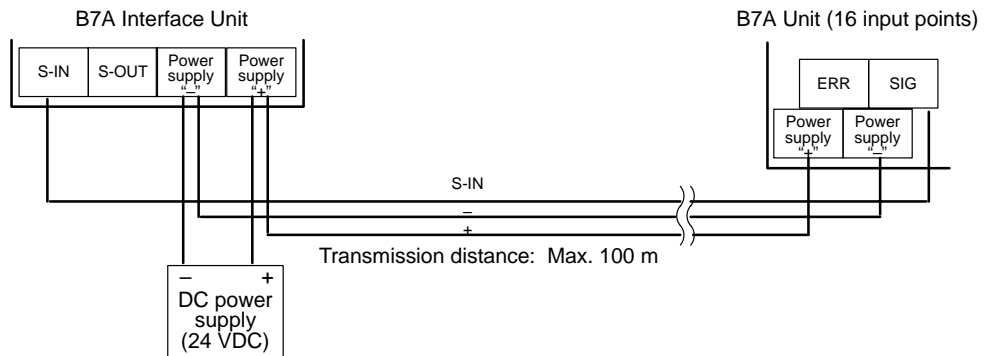 B7A Interface Unit
B7A Unit (16 input points)
S-IN
S-OUT
Power
supply
“–”
Power
supply
“+”
ERR
SIG
Power
supply
“+”
Power
supply
“–”
S-IN
–
+
Transmission distance: Max. 100 m
– +
DC power
supply
(24 VDC)